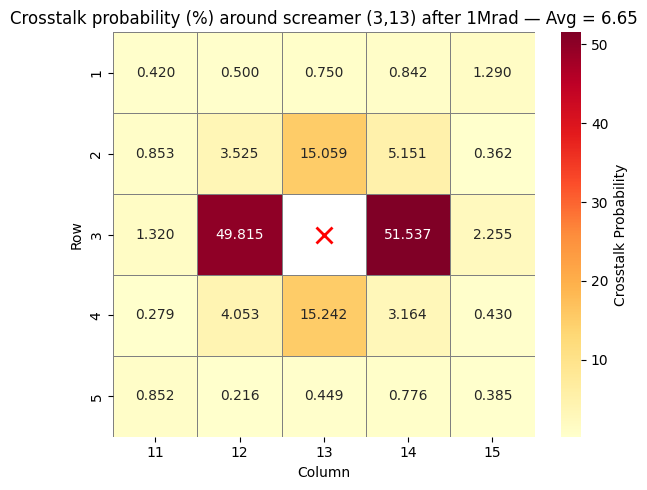 Crosstalk probability (%) around screamer (3,13) after 1Mrad — Avg = 6.65
1 0.420 0.500 0.750 0.842 1.290
2 0.853 3.525 15.059 5.151 0.362
3 1.320 49.815 51.537 2.255
4 0.279 4.053 15.242 3.164 0.430
5 0.852 0.216 0.449 0.776 0.385
11 12 13 14 15
Column
Row
50
40
30
20
10
Crosstalk Probability